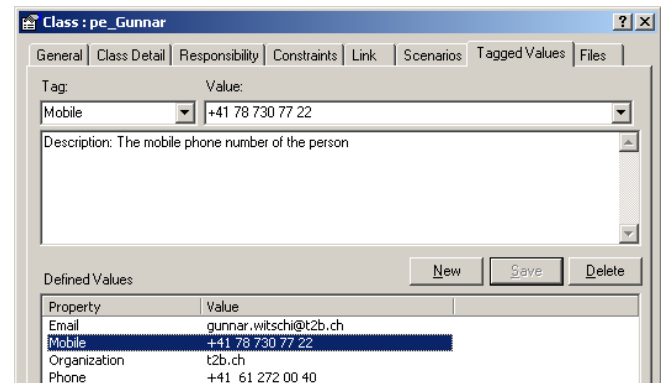 Class : pe_Gunnar
General Class Detail Responsibility Constraints Link Scenarios Tagged Values Files
Tag: Value:
Mobile +41 78 730 77 22
Description: The mobile phone number of the person
New Save Delete
Defined Values
Property Value
Email gunnar.witschi@t2b.ch
Mobile +41 78 730 77 22
Organization t2b.ch
Phone +41 61 272 00 40